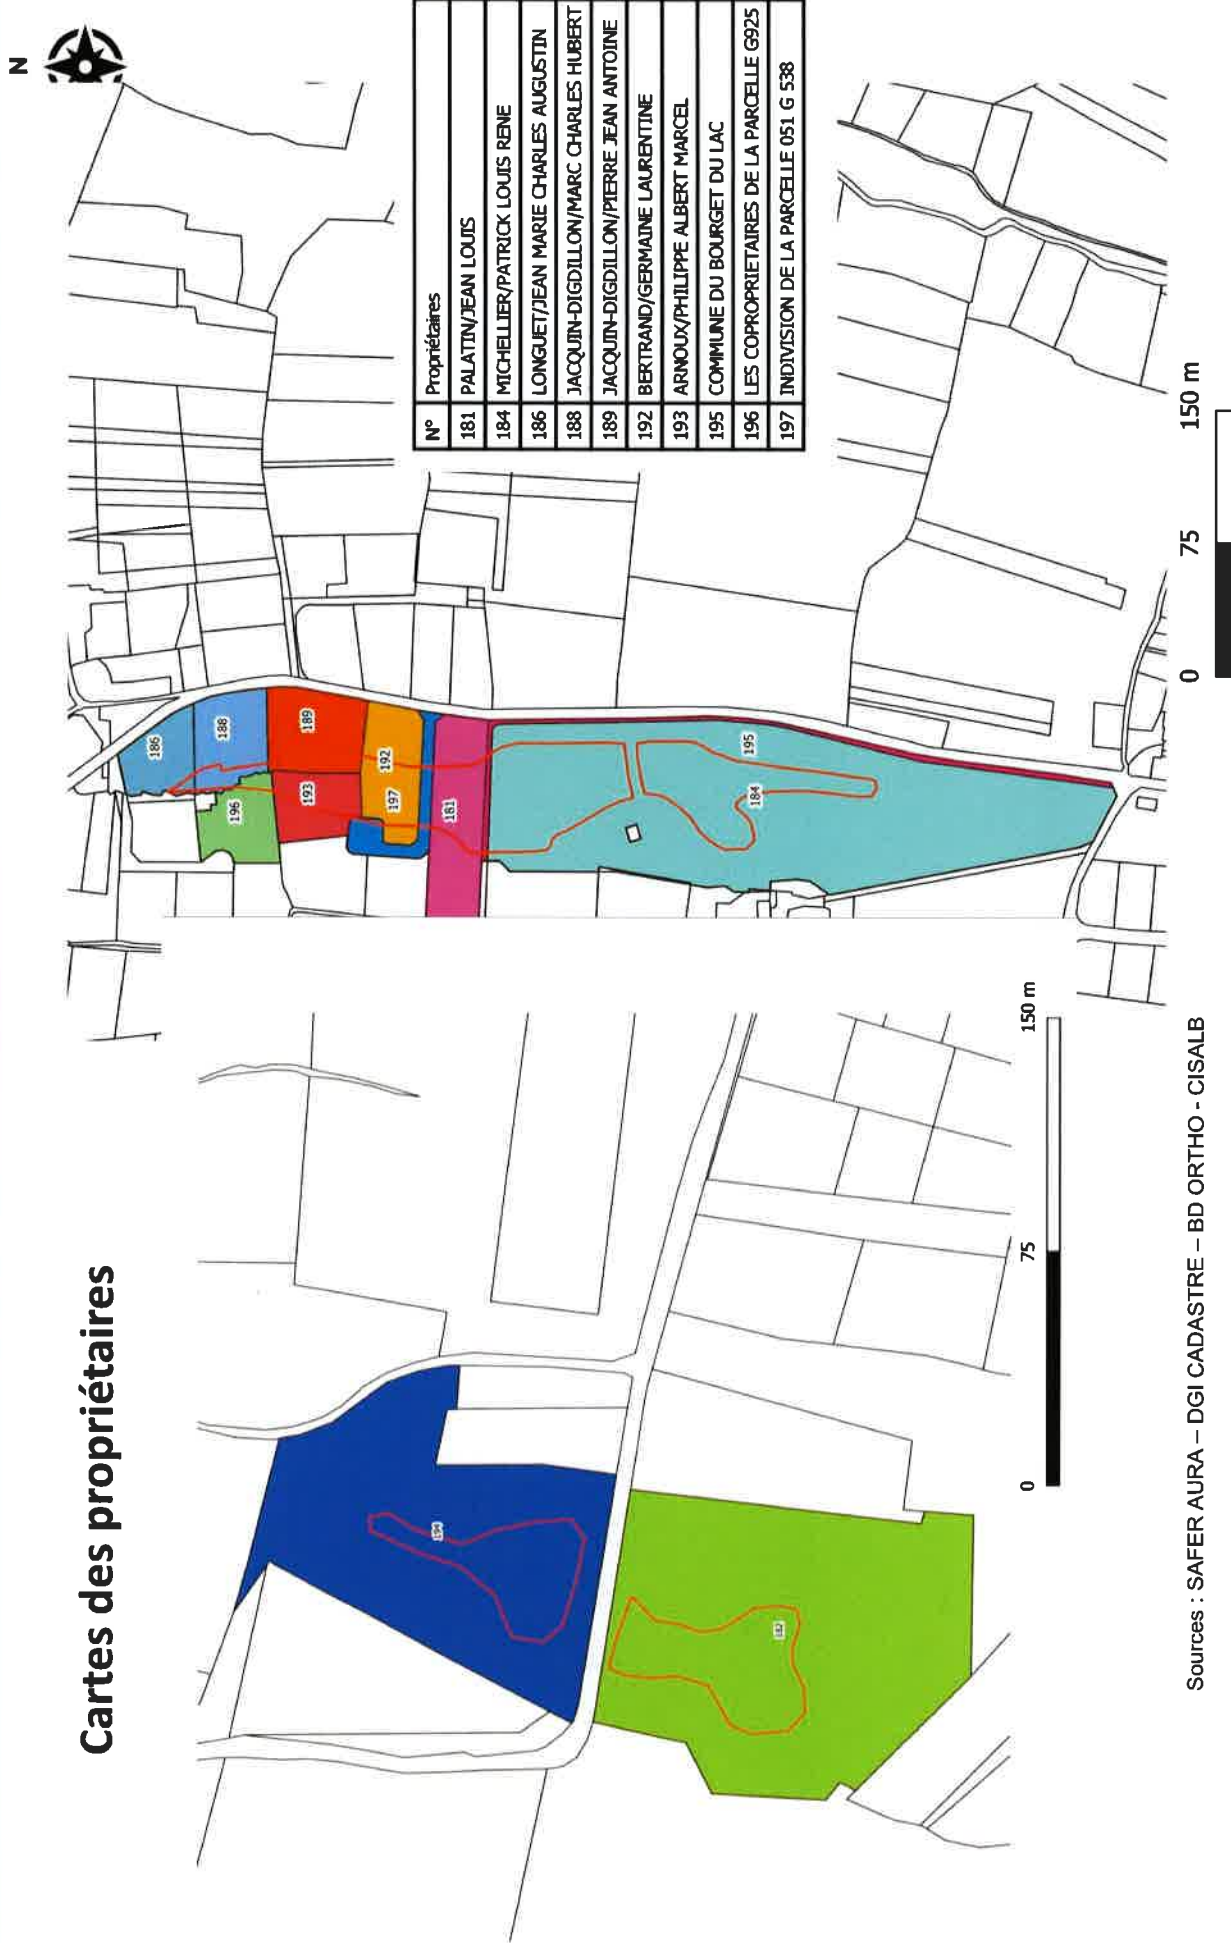 Cartes des propriétaires
N
N° Propriétaires
181 PALATIN/JEAN LOUIS
184 MICHELLIER/PATRICK LOUIS RENE
186 LONGUET/JEAN MARIE CHARLES AUGUSTIN
188 JACQUIN-DIGDILLON/MARC CHARLES HUBERT
189 JACQUIN-DIGDILLON/PIERRE JEAN ANTOINE
192 BERTRAND/GERMAINE LAURENTINE
193 ARNOUX/PHILIPPE ALBERT MARCEL
195 COMMUNE DU BOURGET DU LAC
196 LES COPROPRIETAIRES DE LA PARCELLE G925
197 INDIVISION DE LA PARCELLE 051 G 538
186
188
189
196
193
192
197
181
195
184
194
0 75 150 m
0 75 150 m
Sources : SAFER AURA – DGI CADASTRE – BD ORTHO - CISALB